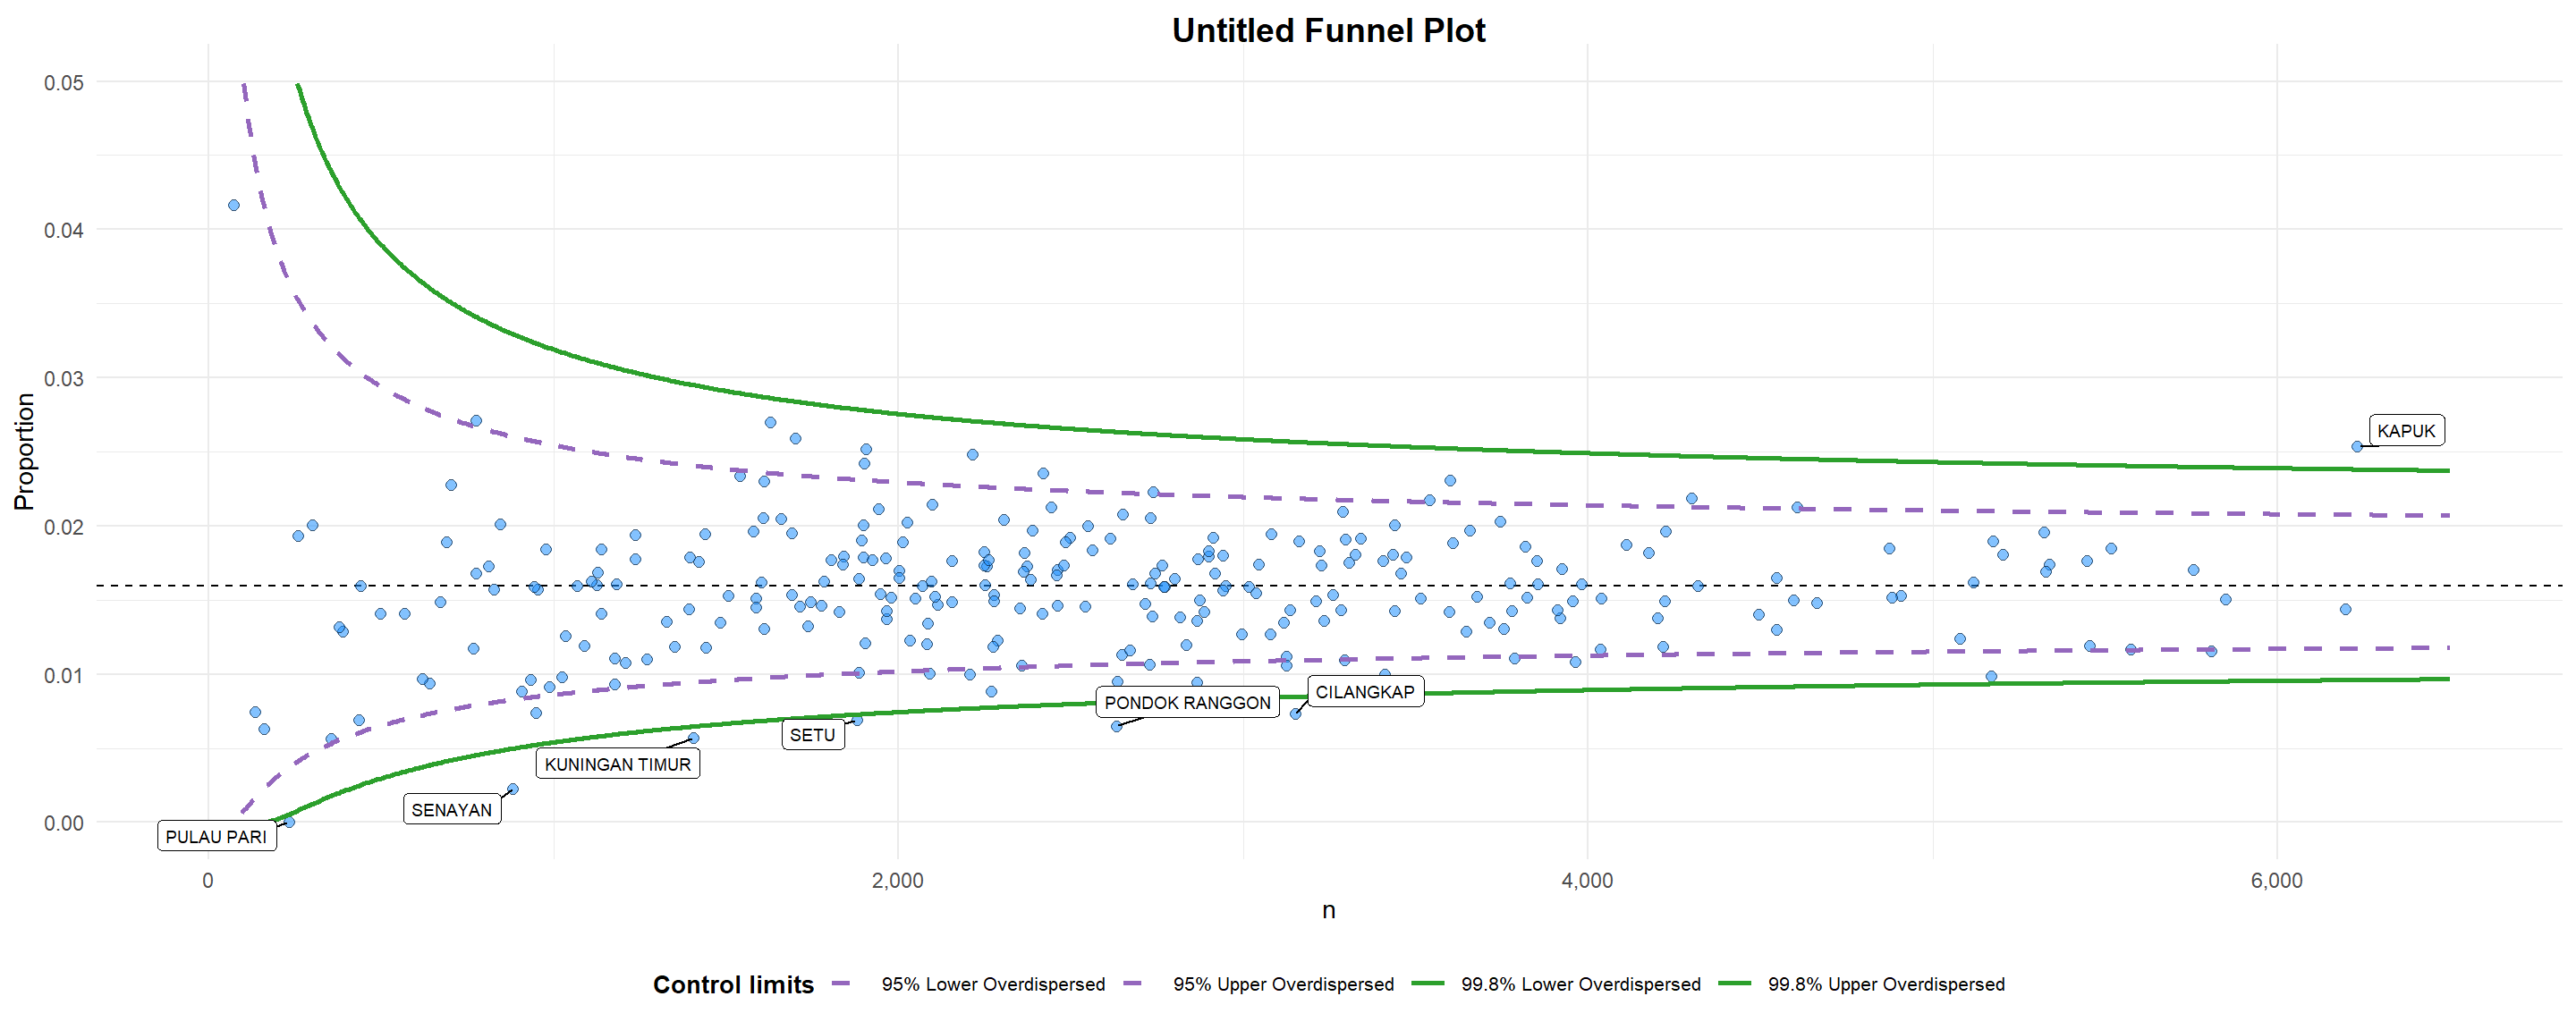 Untitled Funnel Plot
Proportion
0.05
0.04
0.03
0.02
0.01
0.00
KAPUK
CILANGKAP
PONDOK RANGGON
SETU
KUNINGAN TIMUR
SENAYAN
PULAU PARI
0 2,000 4,000 6,000
n
Control limits 95% Lower Overdispersed 95% Upper Overdispersed 99.8% Lower Overdispersed 99.8% Upper Overdispersed